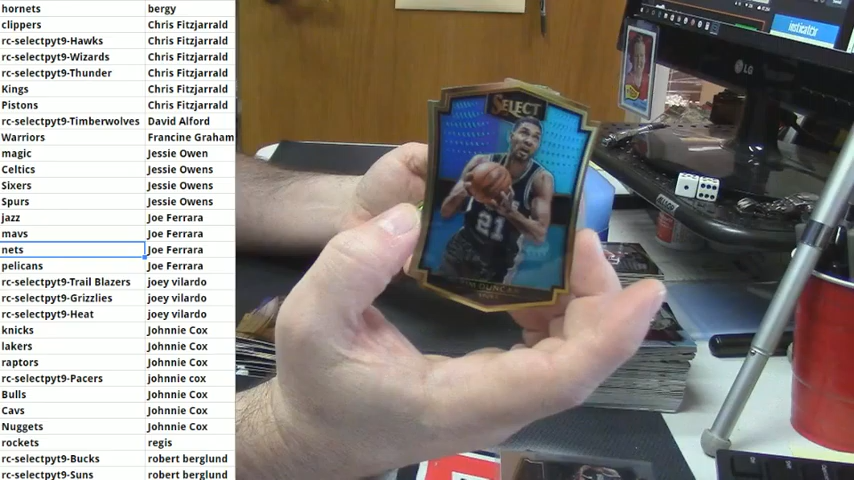 hornets bergy
clippers Chris Fitzjarrald
rc-selectpyt9-Hawks Chris Fitzjarrald
rc-selectpyt9-Wizards Chris Fitzjarrald
rc-selectpyt9-Thunder Chris Fitzjarrald
Kings Chris Fitzjarrald
Pistons Chris Fitzjarrald
rc-selectpyt9-Timberwolves David Alford
Warriors Francine Graham
magic Jessie Owen
Celtics Jessie Owens
Sixers Jessie Owens
Spurs Jessie Owens
jazz Joe Ferrara
mavs Joe Ferrara
nets Joe Ferrara
pelicans Joe Ferrara
rc-selectpyt9-Trail Blazers joey vilardo
rc-selectpyt9-Grizzlies joey vilardo
rc-selectpyt9-Heat joey vilardo
knicks Johnnie Cox
lakers Johnnie Cox
raptors Johnnie Cox
rc-selectpyt9-Pacers johnnie cox
Bulls Johnnie Cox
Cavs Johnnie Cox
Nuggets Johnnie Cox
rockets regis
rc-selectpyt9-Bucks robert berglund
rc-selectpyt9-Suns robert berglund
SELECT
21
LG